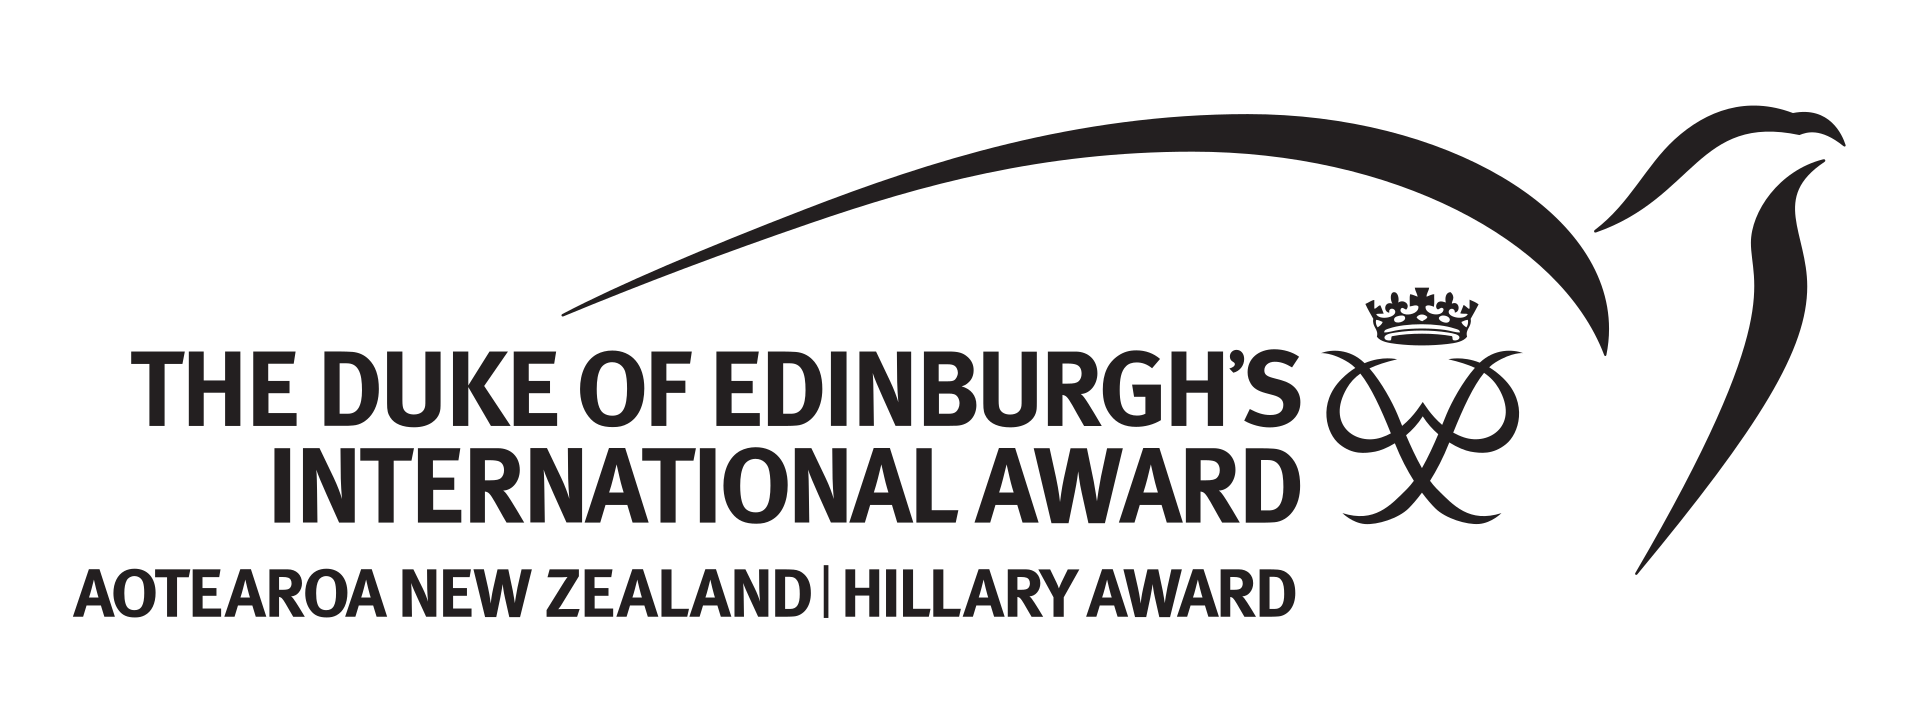 THE DUKE OF EDINBURGH'S
INTERNATIONAL AWARD
AOTEAROA NEW ZEALAND | HILLARY AWARD